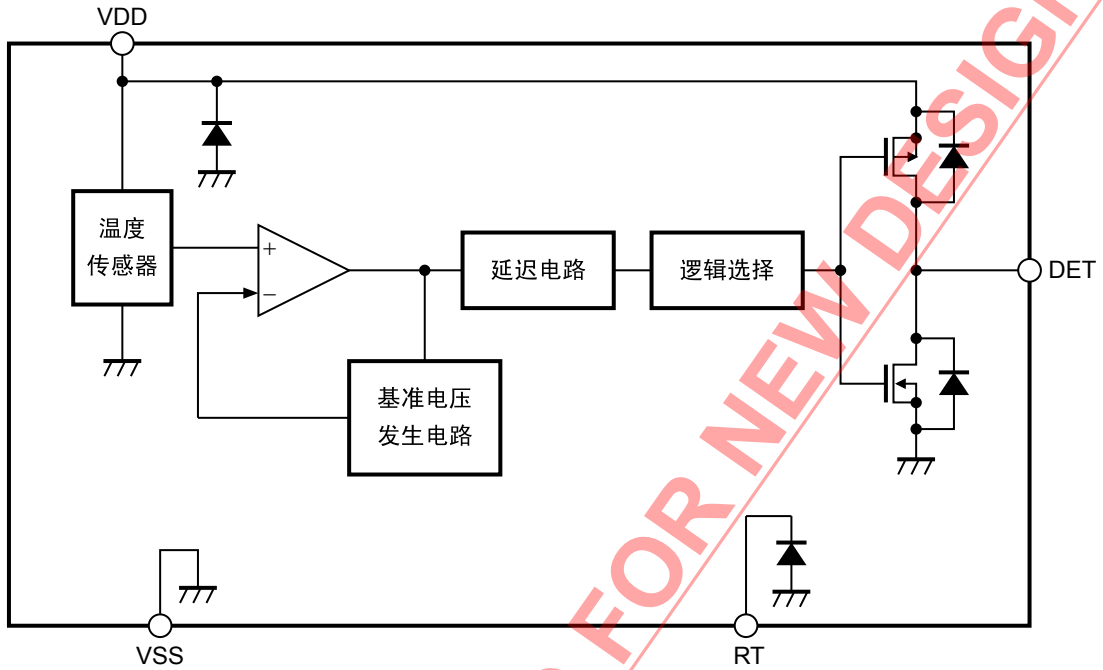 VDD
温度
传感器
+
−
延迟电路
逻辑选择
DET
基准电压
发生电路
VSS
RT
FOR NEW DESIG